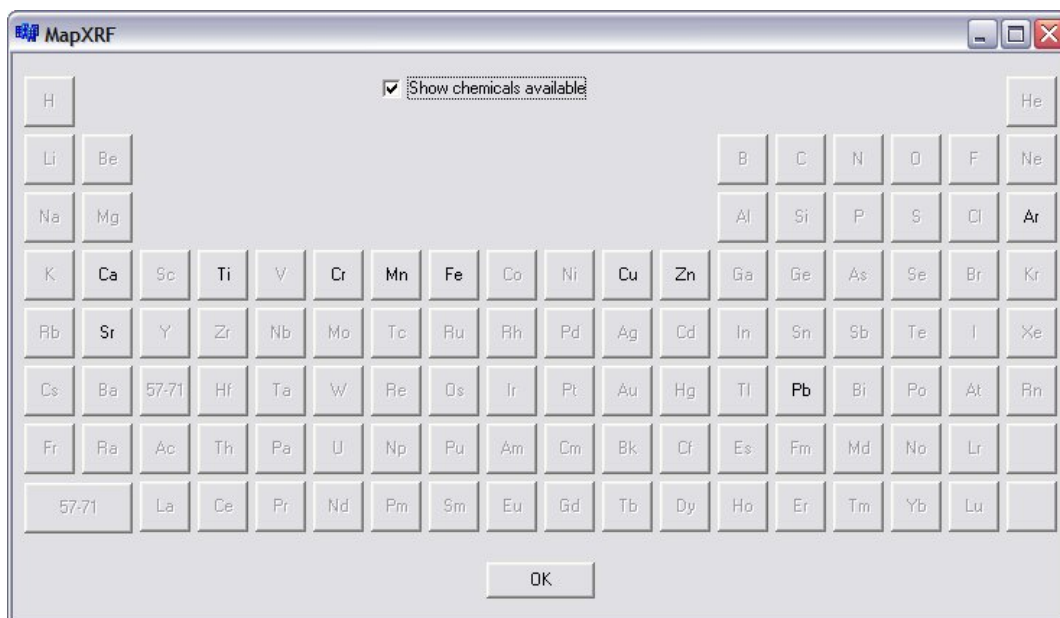 MapXRF
Show chemicals available
H He
Li Be B C N O F Ne
Na Mg Al Si P S Cl Ar
K Ca Sc Ti V Cr Mn Fe Co Ni Cu Zn Ga Ge As Se Br Kr
Rb Sr Y Zr Nb Mo Tc Ru Rh Pd Ag Cd In Sn Sb Te I Xe
Cs Ba 57-71 Hf Ta W Re Os Ir Pt Au Hg Tl Pb Bi Po At Rn
Fr Ra Ac Th Pa U Np Pu Am Cm Bk Cf Es Fm Md No Lr
57-71 La Ce Pr Nd Pm Sm Eu Gd Tb Dy Ho Er Tm Yb Lu
OK